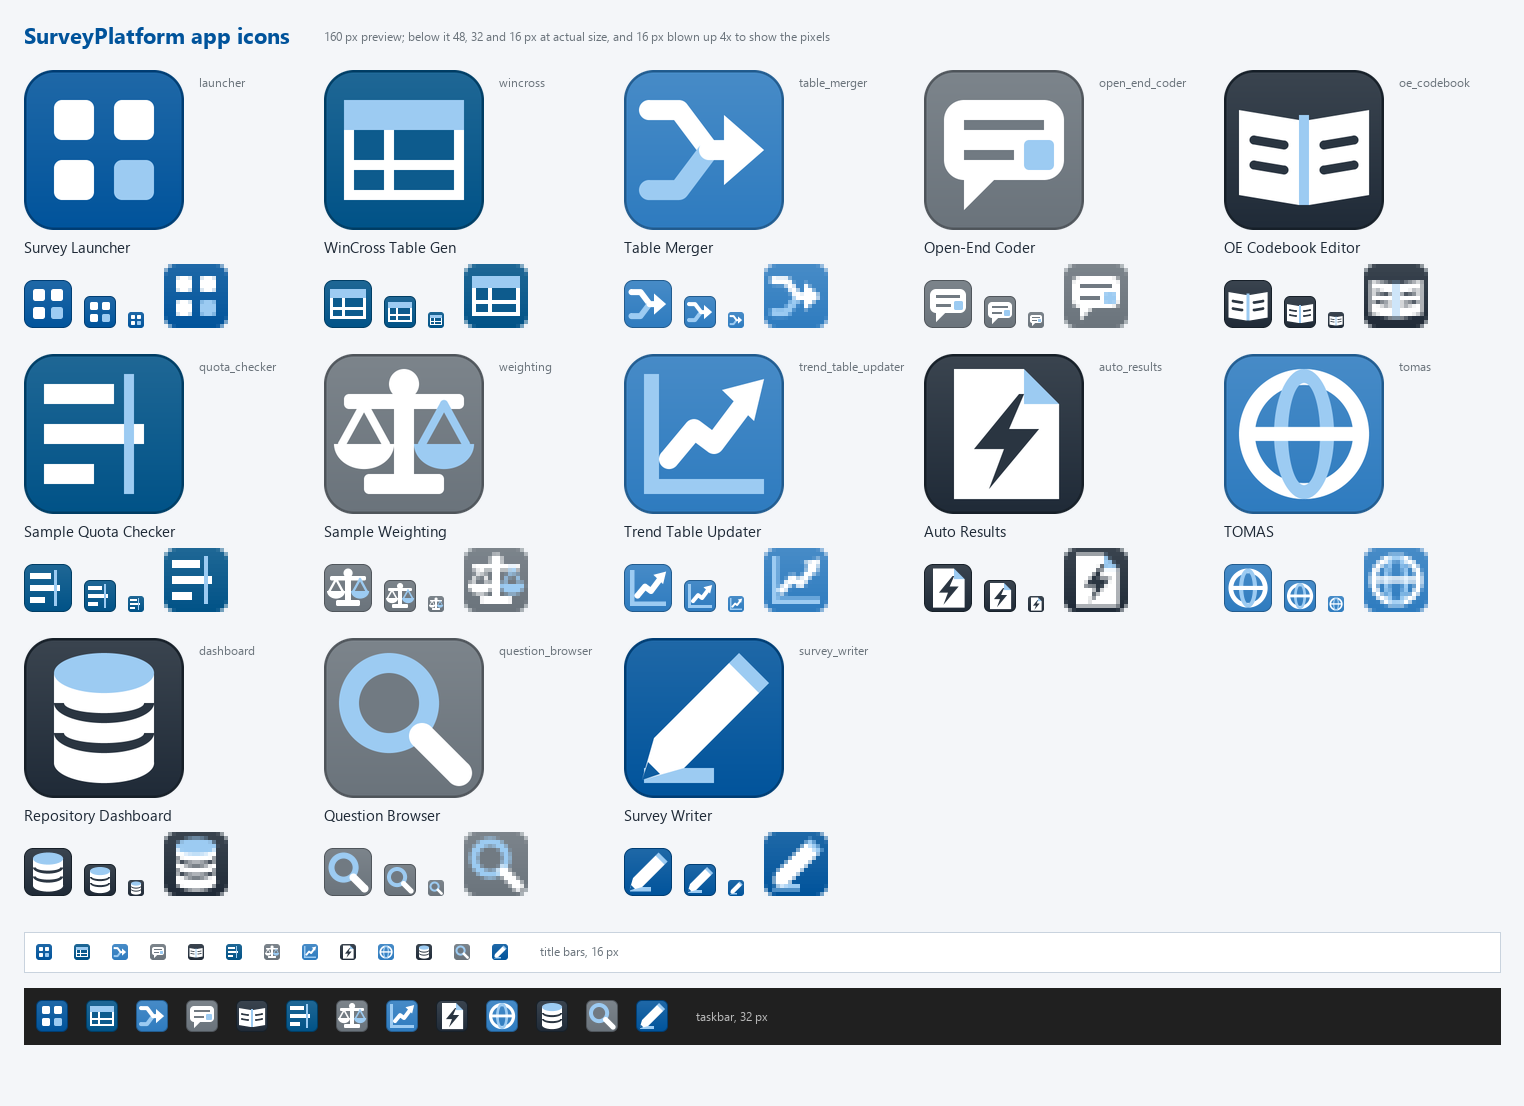 SurveyPlatform app icons
160 px preview; below it 48, 32 and 16 px at actual size, and 16 px blown up 4x to show the pixels
launcher
wincross
table_merger
open_end_coder
oe_codebook
Survey Launcher
WinCross Table Gen
Table Merger
Open-End Coder
OE Codebook Editor
quota_checker
weighting
trend_table_updater
auto_results
tomas
Sample Quota Checker
Sample Weighting
Trend Table Updater
Auto Results
TOMAS
dashboard
question_browser
survey_writer
Repository Dashboard
Question Browser
Survey Writer
title bars, 16 px
taskbar, 32 px